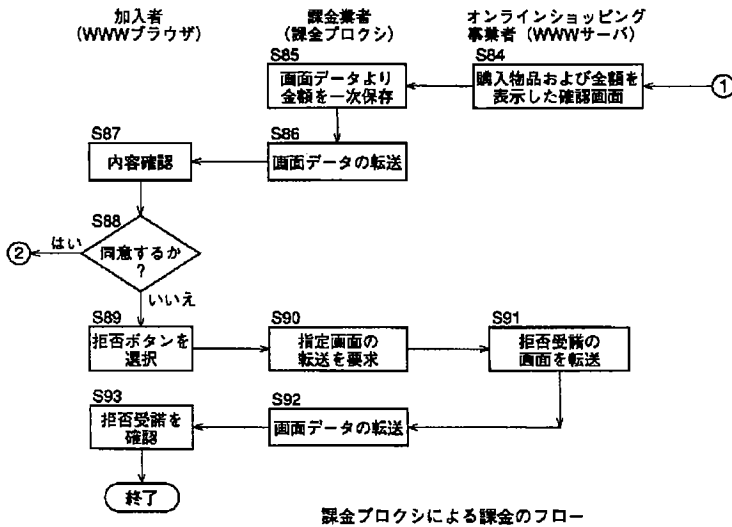 加入者
(WWWブラウザ)
課金業者
(課金プロクシ)
オンラインショッピング
事業者(WWWサーバ)
S84
購入物品および金額を
表示した確認画面
①
S85
画面データより
金額を一次保存
S86
画面データの転送
S87
内容確認
S88
同意するか
?
はい
②
いいえ
S89
拒否ボタンを
選択
S90
指定画面の
転送を要求
S91
拒否受諾の
画面を転送
S92
画面データの転送
S93
拒否受諾を
確認
終了
課金プロクシによる課金のフロー